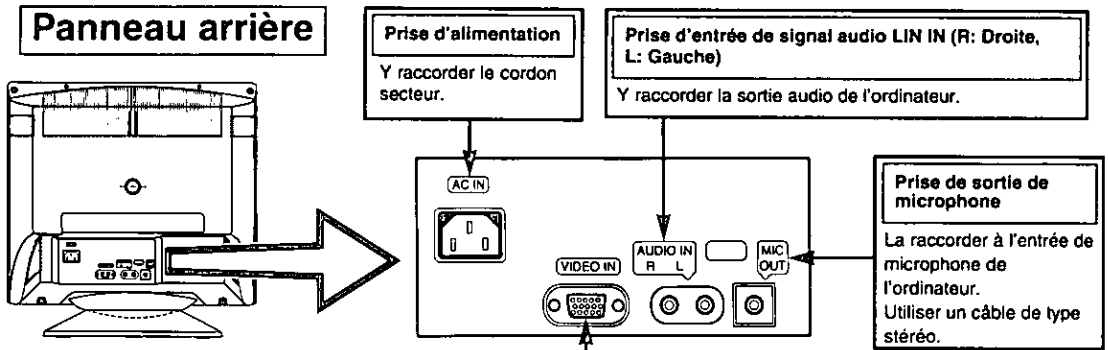 Panneau arrière
Prise d'alimentation
Y raccorder le cordon
secteur.
Prise d'entrée de signal audio LIN IN (R: Droite,
L: Gauche)
Y raccorder la sortie audio de l'ordinateur.
AC IN
VIDEO IN
AUDIO IN
R L
MIC
OUT
Prise de sortie de
microphone
La raccorder à l'entrée de
microphone de
l'ordinateur.
Utiliser un câble de type
stéréo.